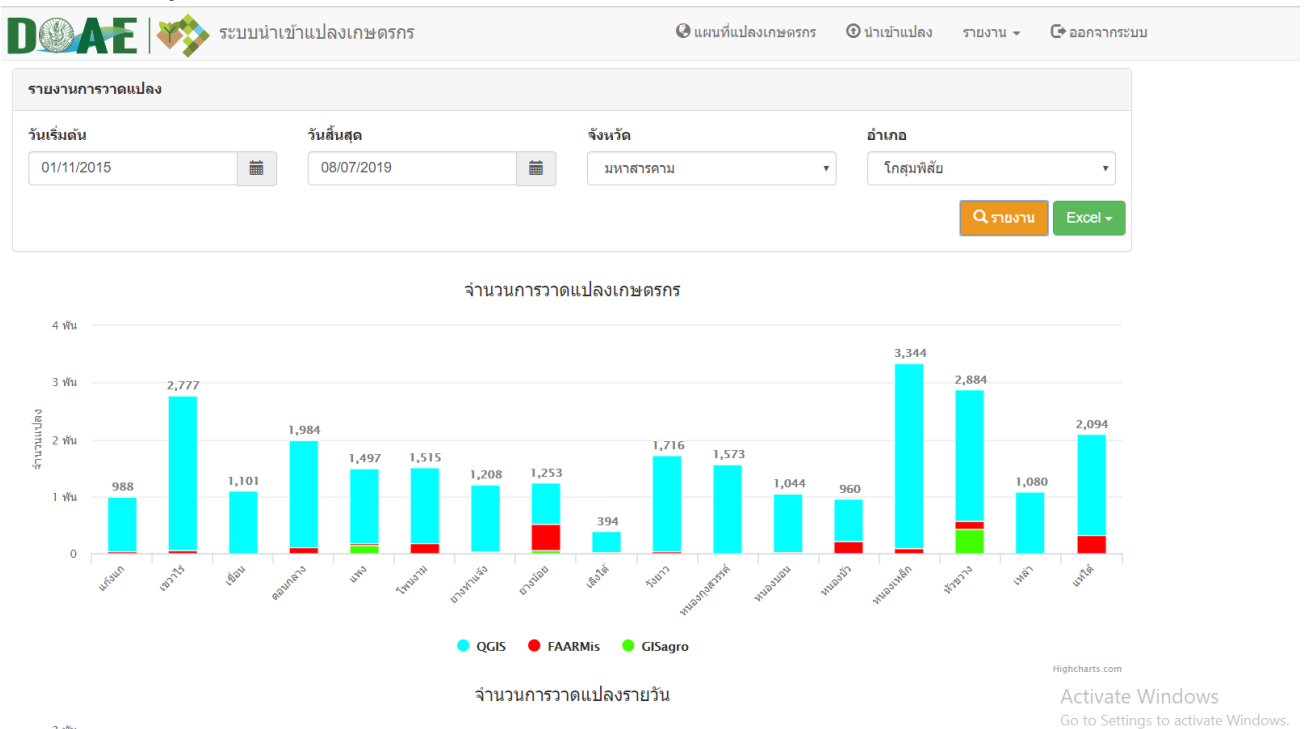 DOAE ระบบนำเข้าแปลงเกษตรกร แผนที่แปลงเกษตรกร นำเข้าแปลง รายงาน ออกจากระบบ
รายงานการวาดแปลง
วันเริ่มต้น วันสิ้นสุด จังหวัด อำเภอ
01/11/2015 08/07/2019 มหาสารคาม โกสุมพิสัย
รายงาน Excel
จำนวนการวาดแปลงเกษตรกร
จำนวนแปลง
4 พัน
3 พัน
2 พัน
1 พัน
0
988 2,777 1,101 1,984 1,497 1,515 1,208 1,253 394 1,716 1,573 1,044 960 3,344 2,884 1,080 2,094
แก้งแก เขวาไร่ เขื่อน ดอนกลาง แพง โพนงาม ยางท่าแจ้ง ยางน้อย เลิงใต้ วังยาว หนองกุงสวรรค์ หนองบอน หนองบัว หนองเหล็ก หัวขวาง เหล่า แห่ใต้
QGIS FAARMis GISagro
Highcharts.com
จำนวนการวาดแปลงรายวัน
Activate Windows
Go to Settings to activate Windows.